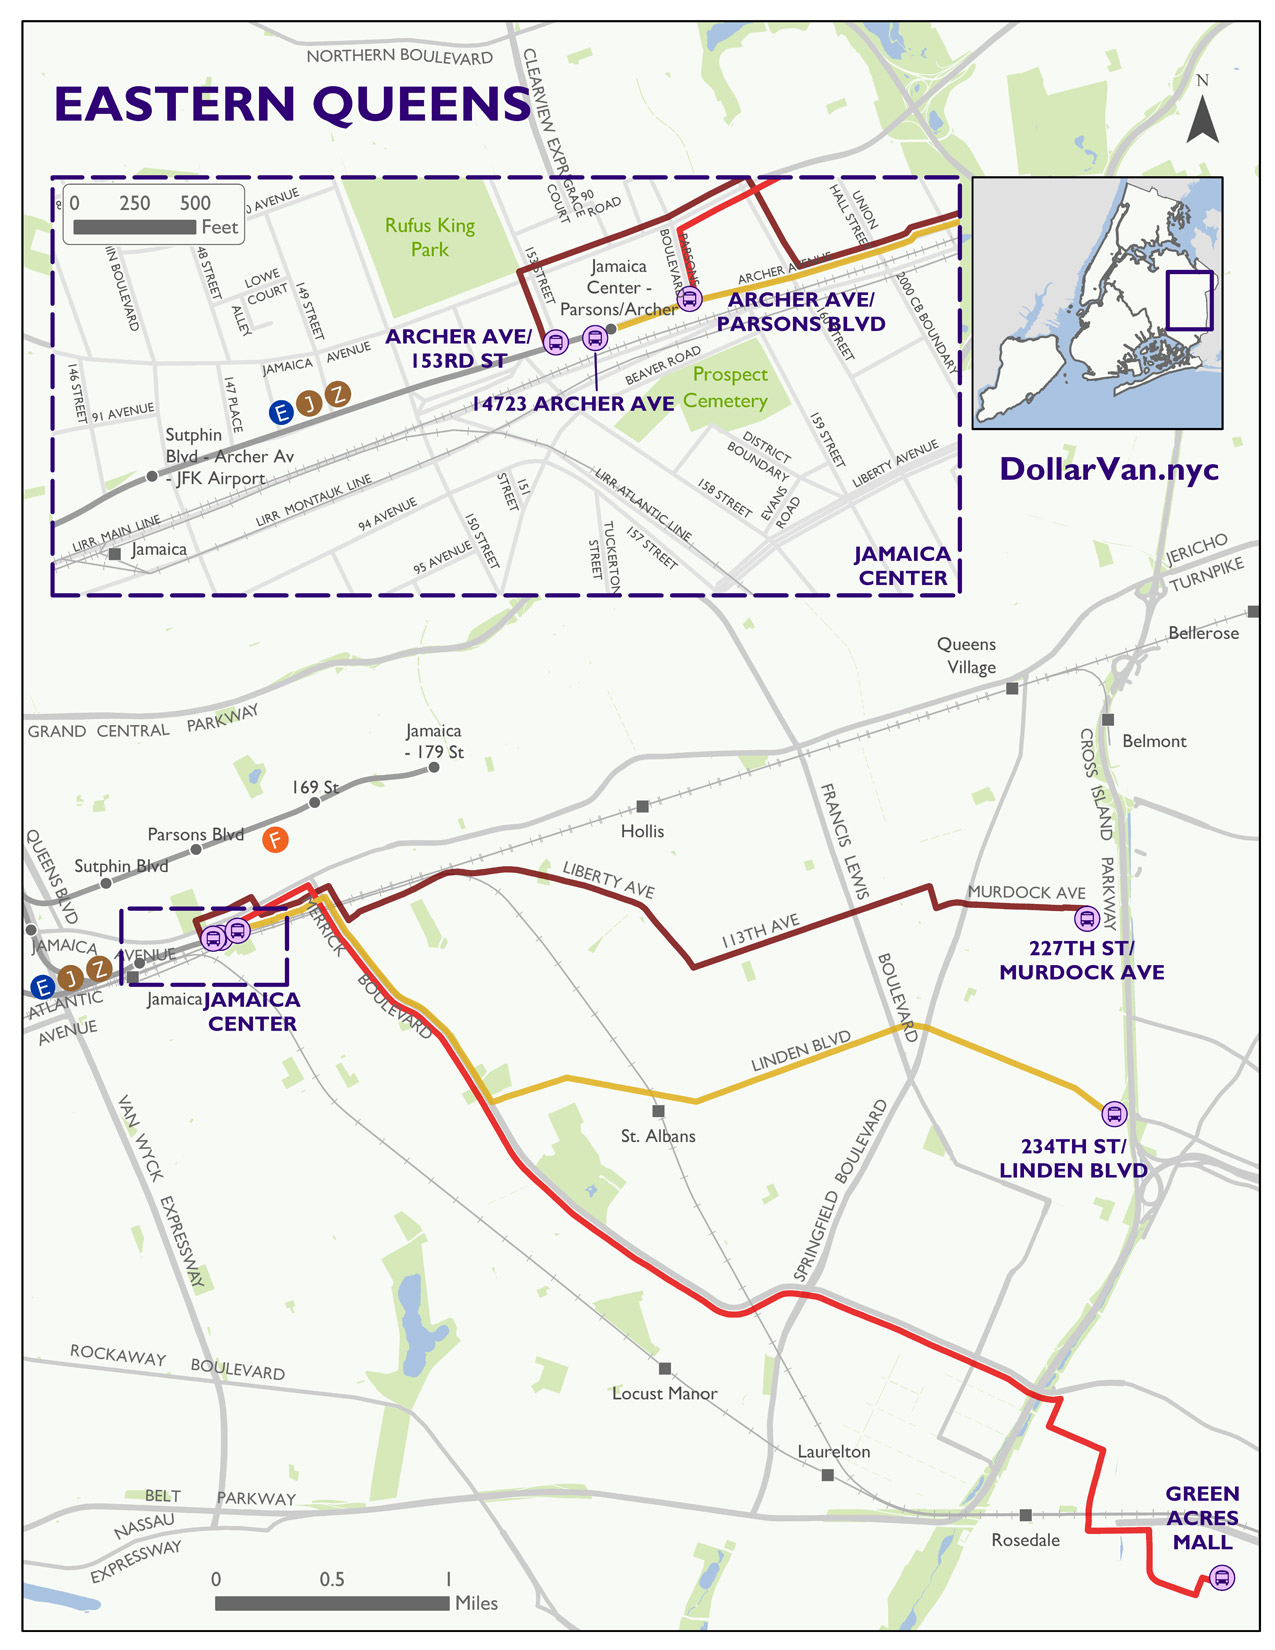 NORTHERN BOULEVARD
CLEARVIEW EXPR
EASTERN QUEENS
N
0 250 500
Feet
0 AVENUE
Rufus King
Park
GRACE
COURT
90
ROAD
UNION
HALL STREET
153 STREET
PARSONS
BOULEVARD
Jamaica
Center -
Parsons/Archer
ARCHER AVENUE
2000 CB BOUNDARY
IN BOULEVARD
48 STREET
LOWE
COURT
ALLEY
149 STREET
ARCHER AVE/
PARSONS BLVD
ARCHER AVE/
153RD ST
160 STREET
JAMAICA AVENUE
BEAVER ROAD
Prospect
Cemetery
146 STREET
147 PLACE
91 AVENUE
E
J
Z
14723 ARCHER AVE
Sutphin
Blvd - Archer Av
- JFK Airport
DISTRICT
BOUNDARY
159 STREET
LIBERTY AVENUE
LIRR MAIN LINE
LIRR MONTAUK LINE
94 AVENUE
95 AVENUE
150 STREET
151
STREET
LIRR ATLANTIC LINE
158 STREET
EVANS
ROAD
157 STREET
TUCKERTON
STREET
Jamaica
JAMAICA
CENTER
DollarVan.nyc
JERICHO
TURNPIKE
Bellerose
Queens
Village
GRAND CENTRAL PARKWAY
Jamaica
- 179 St
Belmont
CROSS ISLAND PARKWAY
169 St
FRANCIS LEWIS
BOULEVARD
Hollis
Parsons Blvd
F
Sutphin Blvd
QUEENS BLVD
LIBERTY AVE
MURDOCK AVE
113TH AVE
227TH ST/
MURDOCK AVE
MERRICK
BOULEVARD
JAMAICA
AVENUE
E
J
Z
Jamaica
JAMAICA
CENTER
ATLANTIC
AVENUE
LINDEN BLVD
St. Albans
234TH ST/
LINDEN BLVD
VAN WYCK EXPRESSWAY
SPRINGFIELD BOULEVARD
ROCKAWAY BOULEVARD
Locust Manor
Laurelton
BELT PARKWAY
NASSAU
EXPRESSWAY
Rosedale
GREEN
ACRES
MALL
0 0.5 1
Miles